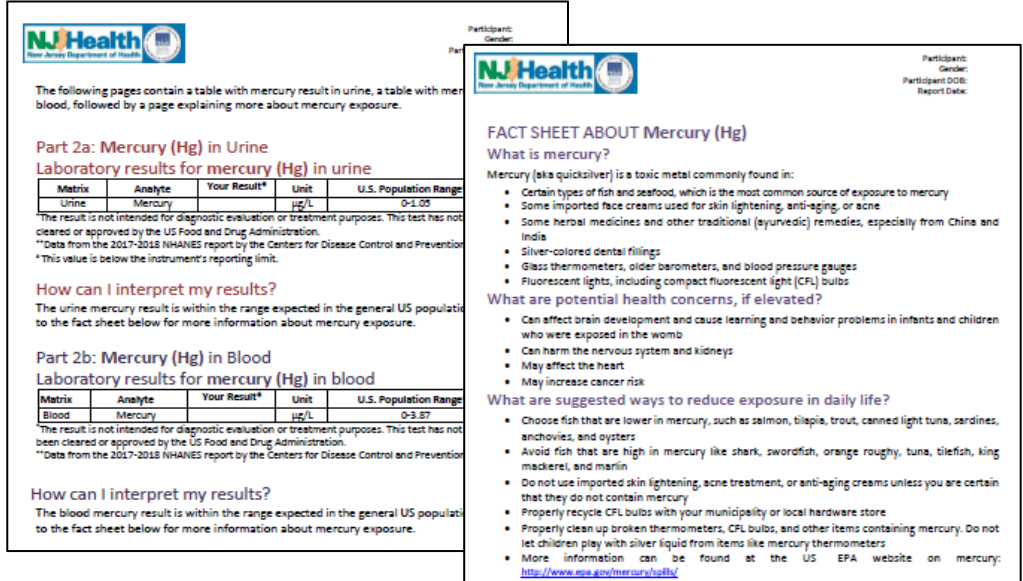 NJ Health
New Jersey Department of Health
Participant:
Gender:
The following pages contain a table with mercury result in urine, a table with
blood, followed by a page explaining more about mercury exposure.
Part 2a: Mercury (Hg) in Urine
Laboratory results for mercury (Hg) in urine
Matrix Analyte Your Result* Unit U.S. Population Range
Urine Mercury µg/L 0-1.05
*The result is not intended for diagnostic evaluation or treatment purposes. This test has not
cleared or approved by the US Food and Drug Administration.
**Data from the 2017-2018 NHANES report by the Centers for Disease Control and Prevention
*This value is below the instrument's reporting limit.
How can I interpret my results?
The urine mercury result is within the range expected in the general US
to the fact sheet below for more information about mercury exposure.
Part 2b: Mercury (Hg) in Blood
Laboratory results for mercury (Hg) in blood
Matrix Analyte Your Result* Unit U.S. Population Range
Blood Mercury µg/L 0-3.87
*The result is not intended for diagnostic evaluation or treatment purposes. This test has not
been cleared or approved by the US Food and Drug Administration.
**Data from the 2017-2018 NHANES report by the Centers for Disease Control and Prevention
How can I interpret my results?
The blood mercury result is within the range expected in the general US
to the fact sheet below for more information about mercury exposure.
NJ Health
New Jersey Department of Health
Participant:
Gender:
Participant DOB:
Report Date:
FACT SHEET ABOUT Mercury (Hg)
What is mercury?
Mercury (aka quicksilver) is a toxic metal commonly found in:
• Certain types of fish and seafood, which is the most common source of exposure to mercury
• Some imported face creams used for skin lightening, anti-aging, or acne
• Some herbal medicines and other traditional (ayurvedic) remedies, especially from China and
India
• Silver-colored dental fillings
• Glass thermometers, older barometers, and blood pressure gauges
• Fluorescent lights, including compact fluorescent light (CFL) bulbs
What are potential health concerns, if elevated?
• Can affect brain development and cause learning and behavior problems in infants and children
who were exposed in the womb
• Can harm the nervous system and kidneys
• May affect the heart
• May increase cancer risk
What are suggested ways to reduce exposure in daily life?
• Choose fish that are lower in mercury, such as salmon, tilapia, trout, canned light tuna, sardines,
anchovies, and oysters
• Avoid fish that are high in mercury like shark, swordfish, orange roughy, tuna, tilefish, king
mackerel, and marlin
• Do not use imported skin lightening, acne treatment, or anti-aging creams unless you are certain
that they do not contain mercury
• Properly recycle CFL bulbs with your municipality or local hardware store
• Properly clean up broken thermometers, CFL bulbs, and other items containing mercury. Do not
let children play with silver liquid from items like mercury thermometers
• More information can be found at the US EPA website on mercury:
http://www.epa.gov/mercury/spills/